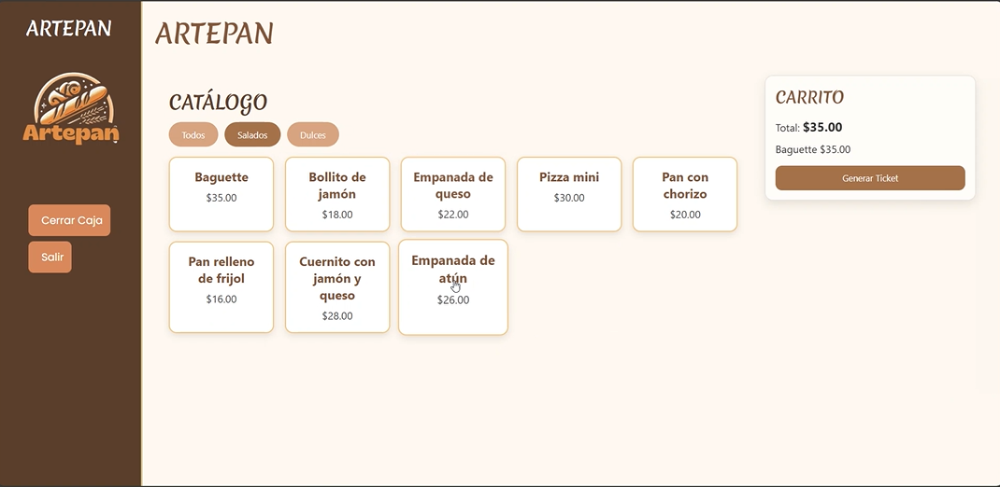 ARTEPAN
Artepan
Cerrar Caja
Salir
ARTEPAN
CATÁLOGO
Todos
Salados
Dulces
Baguette
$35.00
Bollito de
jamón
$18.00
Empanada de
queso
$22.00
Pizza mini
$30.00
Pan con
chorizo
$20.00
Pan relleno
de frijol
$16.00
Cuernito con
jamón y
queso
$28.00
Empanada de
atún
$26.00
CARRITO
Total: $35.00
Baguette $35.00
Generar Ticket